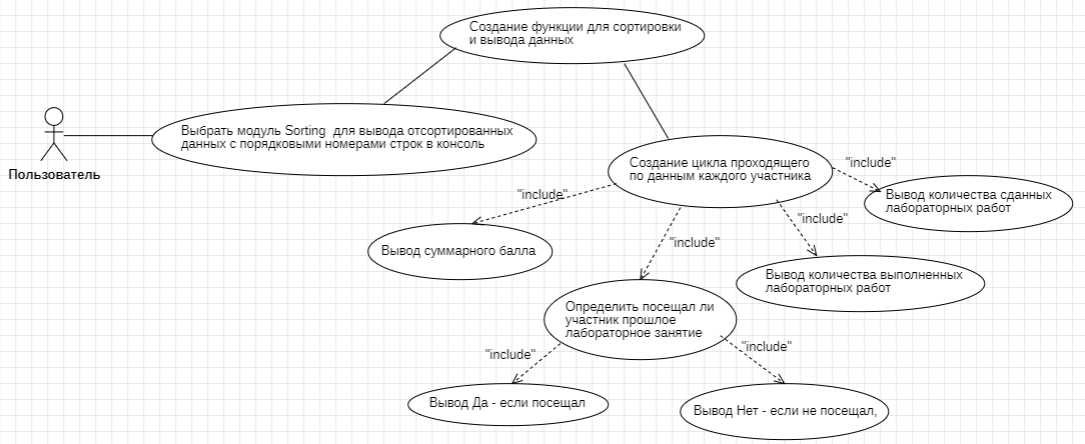 Создание функции для сортировки
и вывода данных
Выбрать модуль Sorting для вывода отсортированных
данных с порядковыми номерами строк в консоль
Пользователь
Создание цикла проходящего
по данным каждого участника
"include"
Вывод количества сданных
лабораторных работ
"include"
Вывод суммарного балла
"include"
"include"
Вывод количества выполненных
лабораторных работ
Определить посещал ли
участник прошлое
лабораторное занятие
"include"
"include"
Вывод Да - если посещал
Вывод Нет - если не посещал,